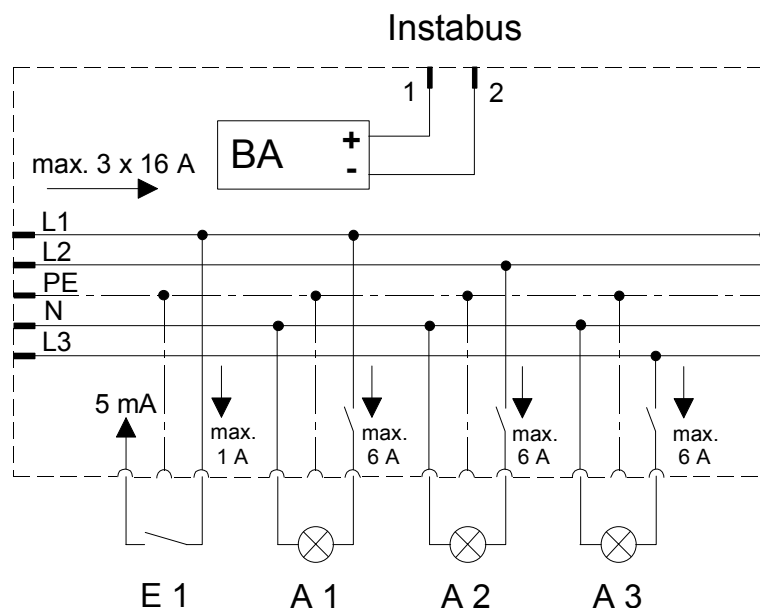 Instabus
1 2
BA + -
max. 3 x 16 A
L1
L2
PE
N
L3
5 mA
max.
1 A
max.
6 A
max.
6 A
max.
6 A
E 1 A 1 A 2 A 3